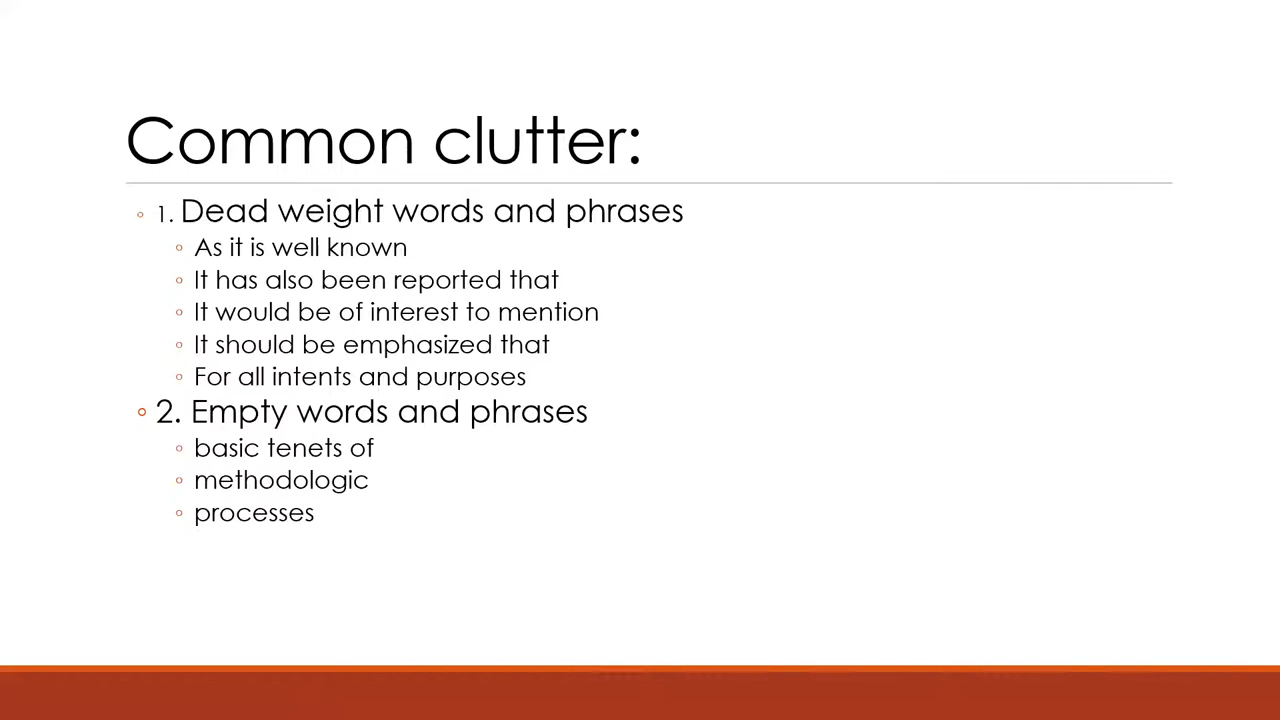 Common clutter:
◦ 1. Dead weight words and phrases
◦ As it is well known
◦ It has also been reported that
◦ It would be of interest to mention
◦ It should be emphasized that
◦ For all intents and purposes
◦ 2. Empty words and phrases
◦ basic tenets of
◦ methodologic
◦ processes